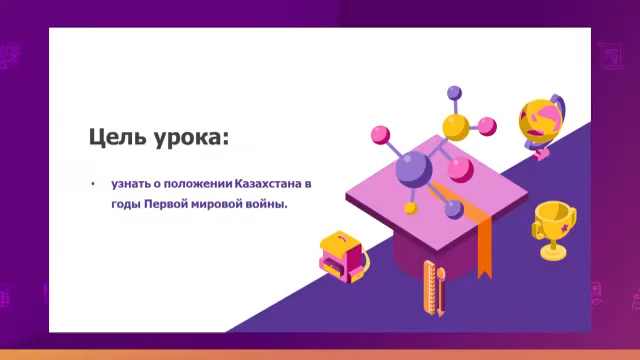 Цель урока:
• узнать о положении Казахстана в
годы Первой мировой войны.